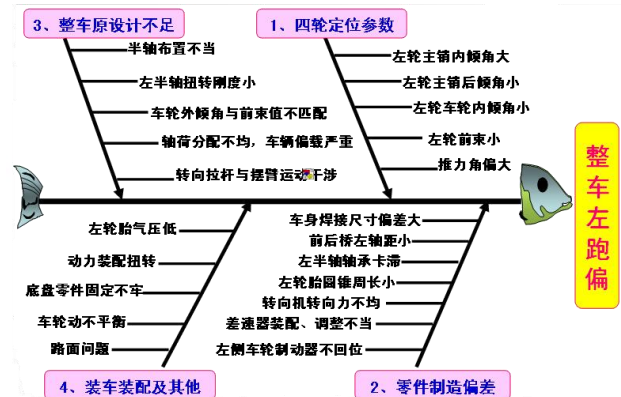 3、整车原设计不足
半轴布置不当
左半轴扭转刚度小
车轮外倾角与前束值不匹配
轴荷分配不均，车辆偏载严重
转向拉杆与摆臂运动干涉
1、四轮定位参数
左轮主销内倾角大
左轮主销后倾角小
左轮车轮内倾角小
左轮前束小
推力角偏大
整车左跑偏
左轮胎气压低
动力装配扭转
底盘零件固定不牢
车轮动不平衡
路面问题
4、装车装配及其他
车身焊接尺寸偏差大
前后桥左轴距小
左半轴轴承卡滞
左轮胎圆锥周长小
转向机转向力不均
差速器装配、调整不当
左侧车轮制动器不回位
2、零件制造偏差